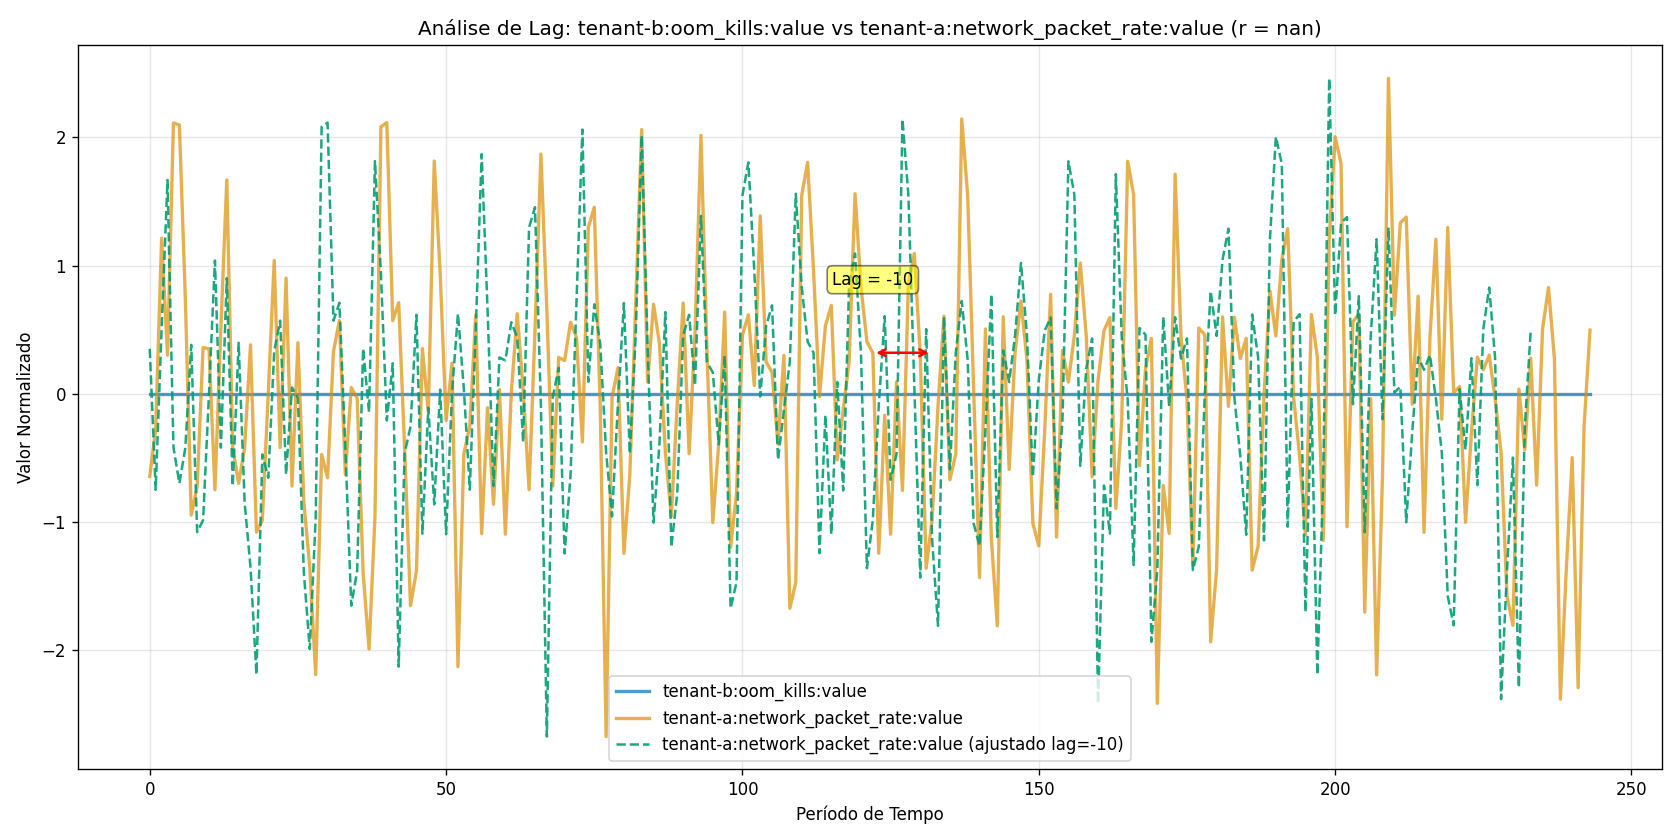 Análise de Lag: tenant-b:oom_kills:value vs tenant-a:network_packet_rate:value (r = nan)
Valor Normalizado
2
1
0
−1
−2
Lag = -10
tenant-b:oom_kills:value
tenant-a:network_packet_rate:value
tenant-a:network_packet_rate:value (ajustado lag=-10)
0 50 100 150 200 250
Período de Tempo